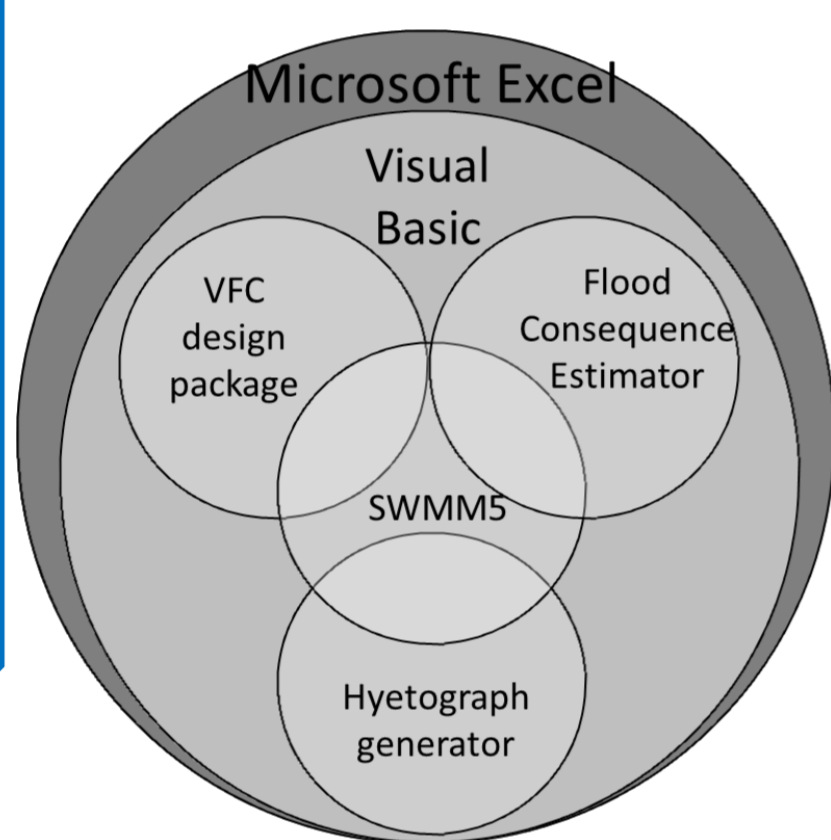 Microsoft Excel
Visual
Basic
VFC
design
package
Flood
Consequence
Estimator
SWMM5
Hyetograph
generator